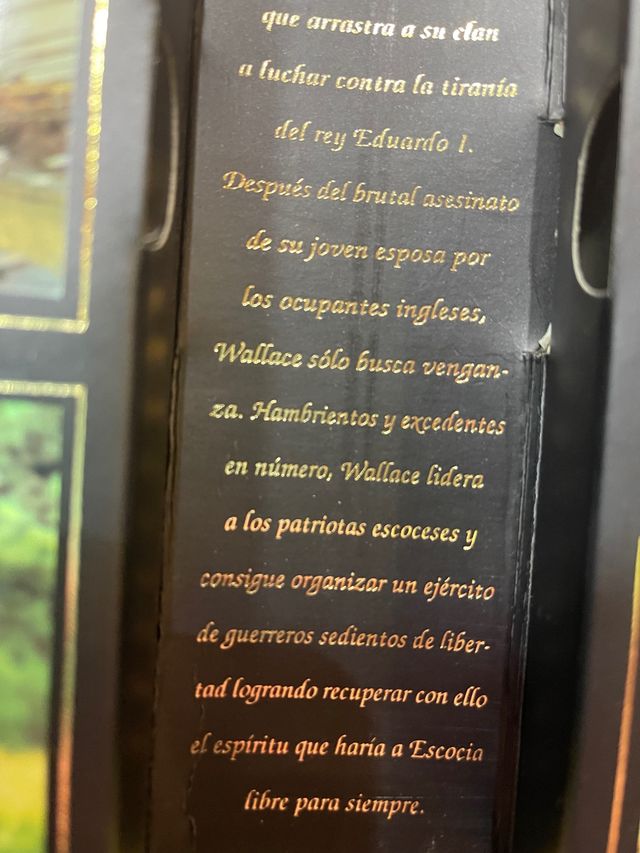 que arrastra a su clan
a luchar contra la tiranía
del rey Eduardo I.
Después del brutal asesinato
de su joven esposa por
los ocupantes ingleses,
Wallace sólo busca vengan-
za. Hambrientos y excedentes
en número, Wallace lidera
a los patriotas escoceses y
consigue organizar un ejército
de guerreros sedientos de liber-
tad logrando recuperar con ello
el espíritu que haría a Escocia
libre para siempre.